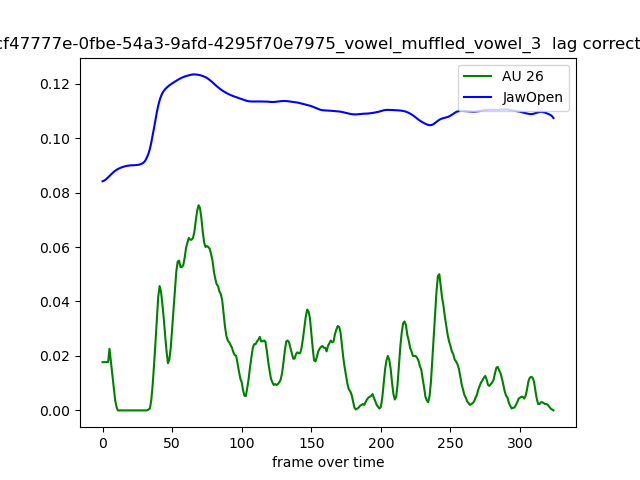 cf47777e-0fbe-54a3-9afd-4295f70e7975_vowel_muffled_vowel_3 lag correct
AU 26
JawOpen
0.12
0.10
0.08
0.06
0.04
0.02
0.00
0 50 100 150 200 250 300
frame over time